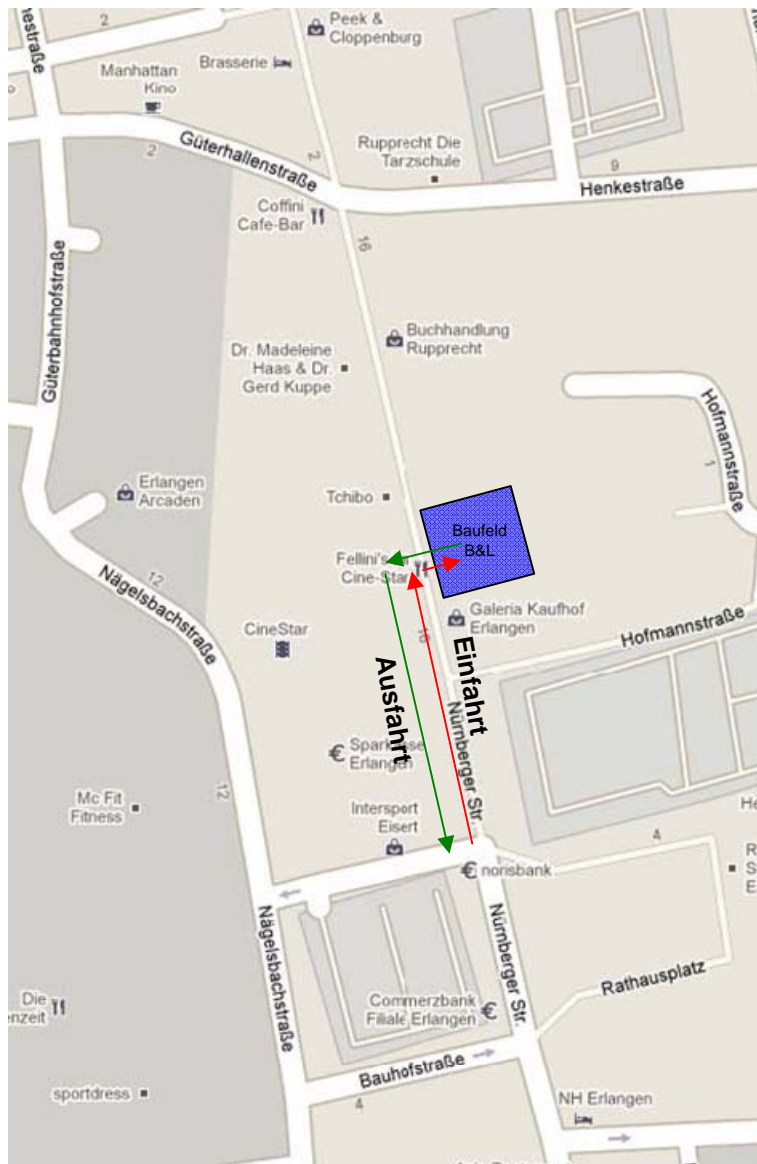 2
Peek &
Cloppenburg
Brasserie
Manhattan
Kino
Güterhallenstraße
2
2
Rupprecht Die
Tarzschule
9
Henkestraße
Coffini
Cafe-Bar
16
Güterbahnhofstraße
Buchhandlung
Rupprecht
Dr. Madeleine
Haas & Dr.
Gerd Kuppe
Hofmannstraße
1
Erlangen
Arcaden
Tchibo
Baufeld
B&L
Fellini's
Cine-Star
12
Nägelsbachstraße
CineStar
Galeria Kaufhof
Erlangen
16
Hofmannstraße
Ausfahrt
Einfahrt
Nürnberger Str.
Sparkasse
Erlangen
12
Mc Fit
Fitness
Intersport
Eisert
4
norisbank
Nägelsbachstraße
Nürnberger Str.
Rathausplatz
Die
Commerzbank
Filiale Erlangen
Bauhofstraße
4
sportdress
NH Erlangen